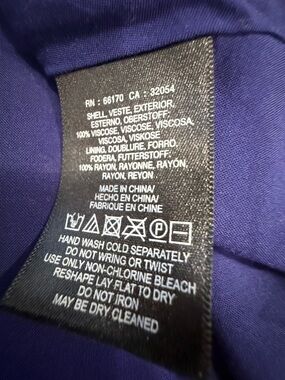 RN : 66170 CA : 32054
SHELL, VESTE, EXTERIOR,
ESTERNO, OBERSTOFF:
100% VISCOSE, VISCOSE, VISCOSA,
VISCOSA, VISKOSE
LINING, DOUBLURE, FORRO,
FODERA, FUTTERSTOFF:
100% RAYON, RAYONNE, RAYÓN,
RAYON, REYON
MADE IN CHINA/
HECHO EN CHINA/
FABRIQUE EN CHINE
P
HAND WASH COLD SEPARATELY
DO NOT WRING OR TWIST
USE ONLY NON-CHLORINE BLEACH
RESHAPE LAY FLAT TO DRY
DO NOT IRON
MAY BE DRY CLEANED